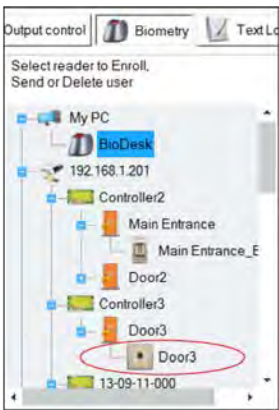 Output control Biometry Text Lo
Select reader to Enroll,
Send or Delete user
My PC
BioDesk
192.168.1.201
Controller2
Main Entrance
Main Entrance_E
Door2
Controller3
Door3
Door3
13-09-11-000